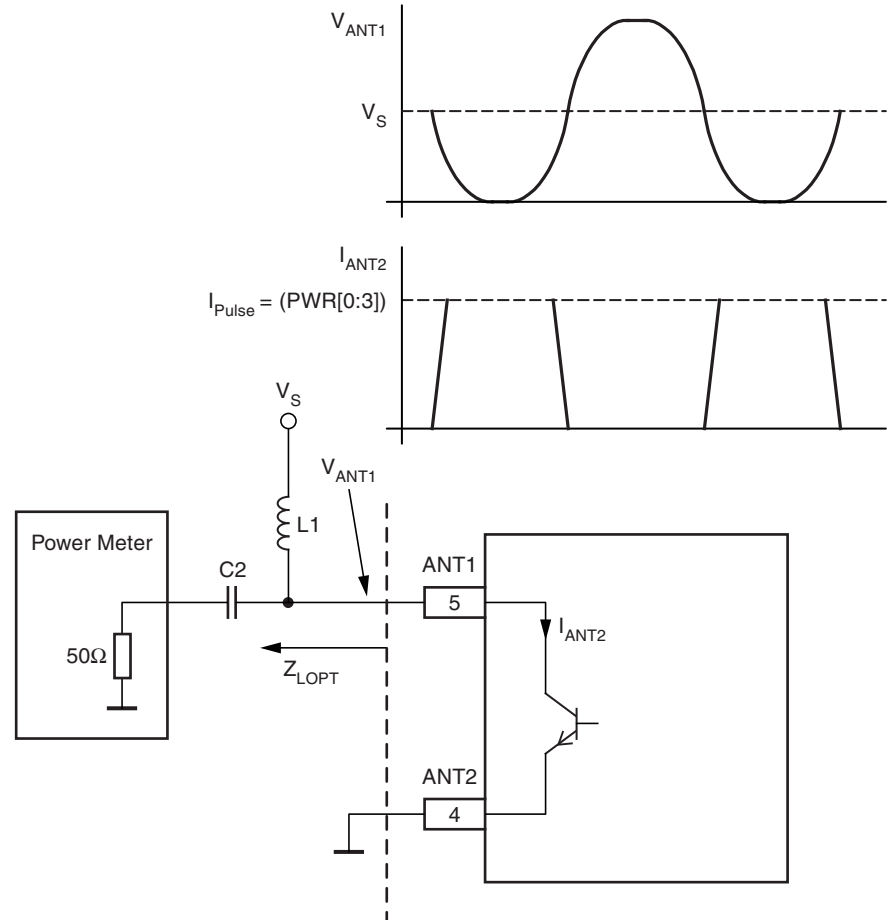 V_ANT1
V_S
I_ANT2
I_Pulse = (PWR[0:3])
V_S
V_ANT1
L1
Power Meter
C2
ANT1
5
I_ANT2
50Ω
Z_LOPT
ANT2
4